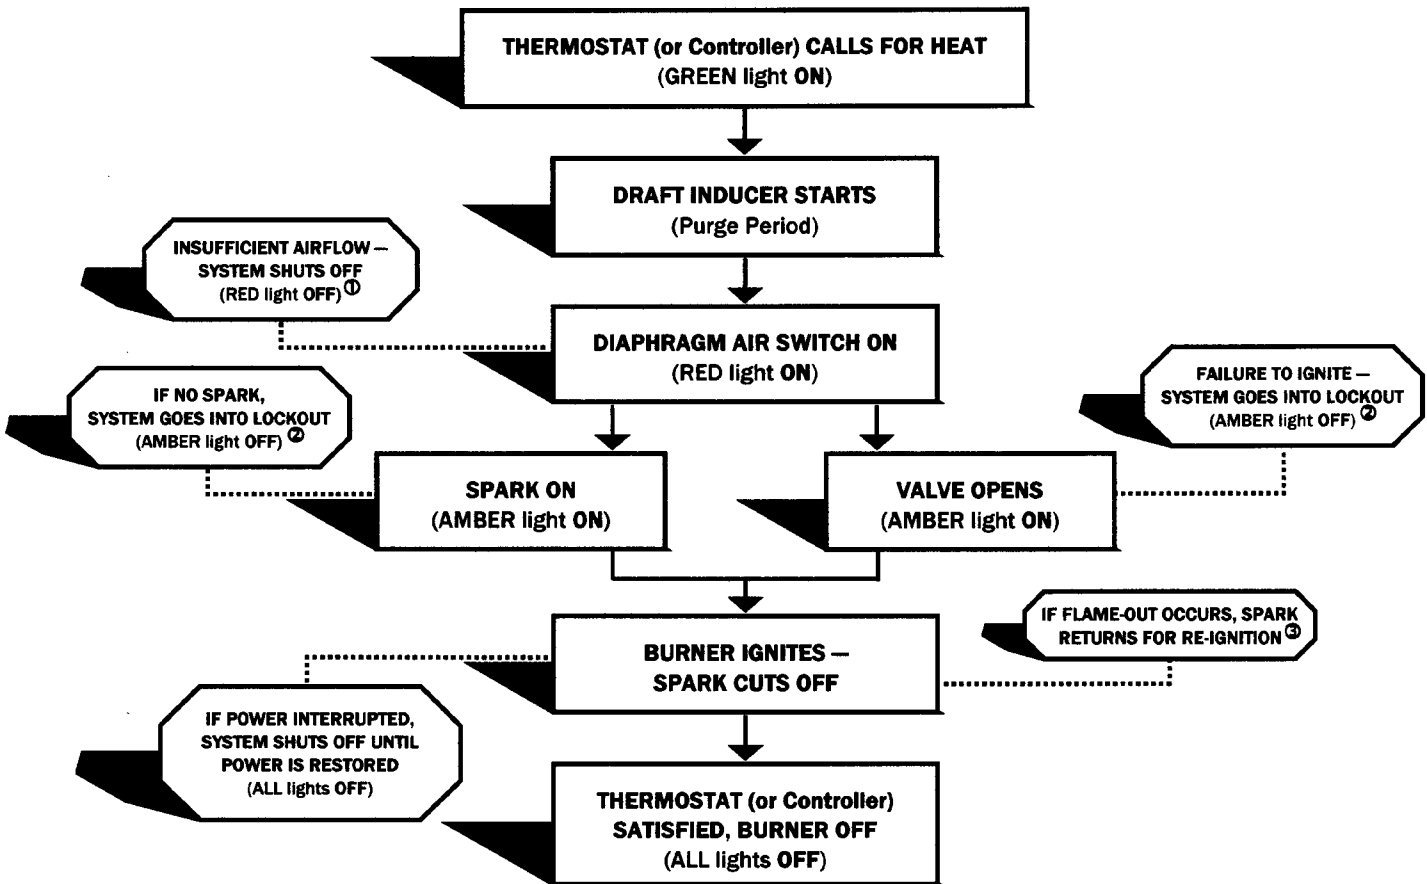 THERMOSTAT (or Controller) CALLS FOR HEAT
(GREEN light ON)
DRAFT INDUCER STARTS
(Purge Period)
INSUFFICIENT AIRFLOW —
SYSTEM SHUTS OFF
(RED light OFF) ①
DIAPHRAGM AIR SWITCH ON
(RED light ON)
IF NO SPARK,
SYSTEM GOES INTO LOCKOUT
(AMBER light OFF) ②
FAILURE TO IGNITE —
SYSTEM GOES INTO LOCKOUT
(AMBER light OFF) ②
SPARK ON
(AMBER light ON)
VALVE OPENS
(AMBER light ON)
IF FLAME-OUT OCCURS, SPARK
RETURNS FOR RE-IGNITION ③
BURNER IGNITES —
SPARK CUTS OFF
IF POWER INTERRUPTED,
SYSTEM SHUTS OFF UNTIL
POWER IS RESTORED
(ALL lights OFF)
THERMOSTAT (or Controller)
SATISFIED, BURNER OFF
(ALL lights OFF)